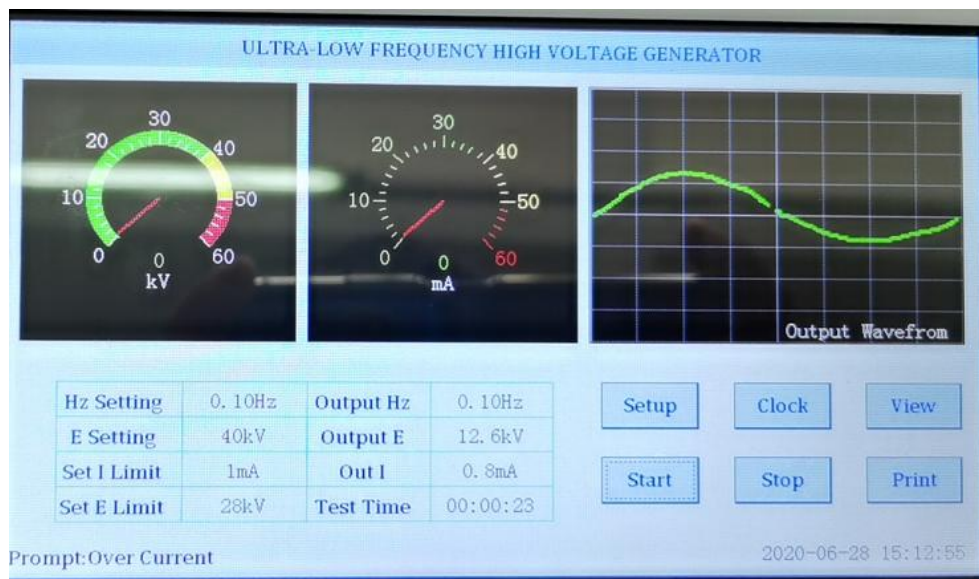 ULTRA-LOW FREQUENCY HIGH VOLTAGE GENERATOR
0 10 20 30 40 50 60
0
kV
0 10 20 30 40 50 60
0
mA
Output Wavefrom
Hz Setting 0.10Hz Output Hz 0.10Hz
E Setting 40kV Output E 12.6kV
Set I Limit 1mA Out I 0.8mA
Set E Limit 28kV Test Time 00:00:23
Setup Clock View
Start Stop Print
Prompt:Over Current
2020-06-28 15:12:55